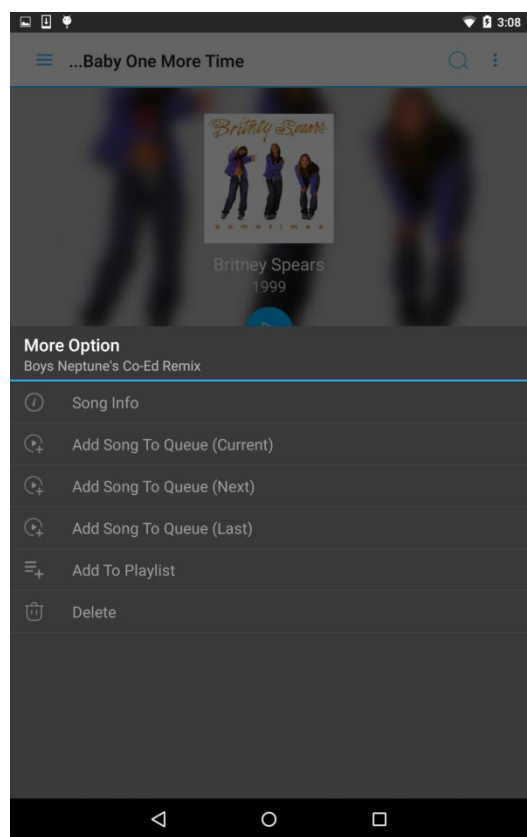 3:08
...Baby One More Time
Britney Spears
sometimes
Britney Spears
1999
More Option
Boys Neptune's Co-Ed Remix
Song Info
Add Song To Queue (Current)
Add Song To Queue (Next)
Add Song To Queue (Last)
Add To Playlist
Delete